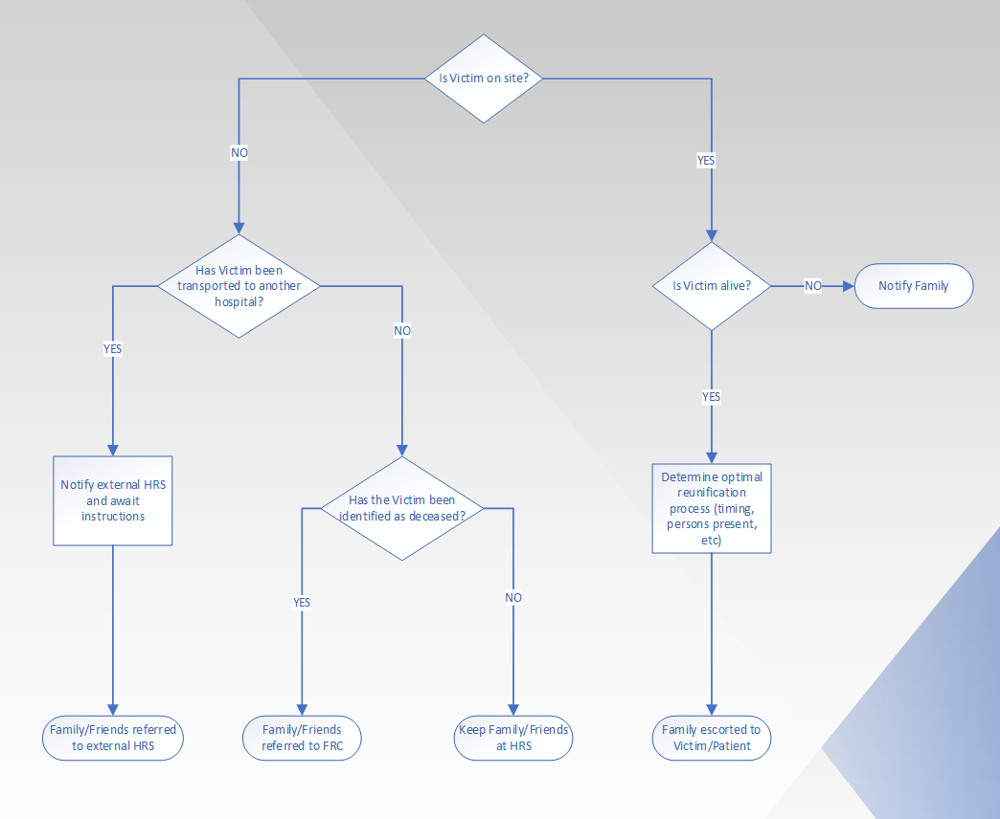 Is Victim on site?
NO
YES
Has Victim been
transported to another
hospital?
Is Victim alive?
NO
Notify Family
YES
NO
YES
Notify external HRS
and await
instructions
Has the Victim been
identified as deceased?
Determine optimal
reunification
process (timing,
persons present,
etc)
YES
NO
Family/Friends referred
to external HRS
Family/Friends
referred to FRC
Keep Family/Friends
at HRS
Family escorted to
Victim/Patient